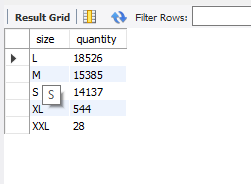 Result Grid Filter Rows:
size quantity
L 18526
M 15385
S 14137
S
XL 544
XXL 28